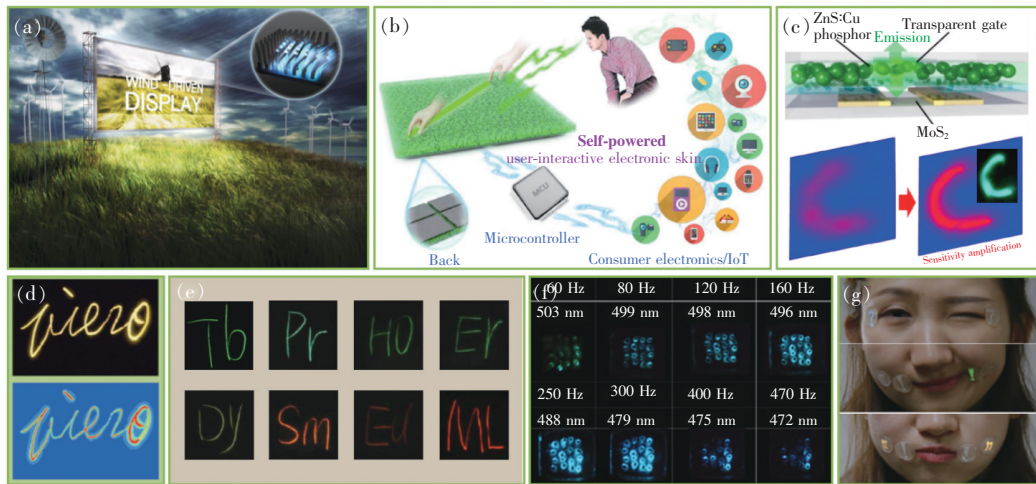 (a)
WIND-DRIVEN
DISPLAY
(b)
Self-powered
user-interactive electronic skin
MCU
Microcontroller
Back
Consumer electronics/IoT
(c)
ZnS:Cu
phosphor
Transparent gate
Emission
MoS2
Sensitivity amplification
(d)
piezo
piezo
(e)
Tb Pr Ho Er
Dy Sm Eu ML
(f)
60 Hz 80 Hz 120 Hz 160 Hz
503 nm 499 nm 498 nm 496 nm
250 Hz 300 Hz 400 Hz 470 Hz
488 nm 479 nm 475 nm 472 nm
(g)